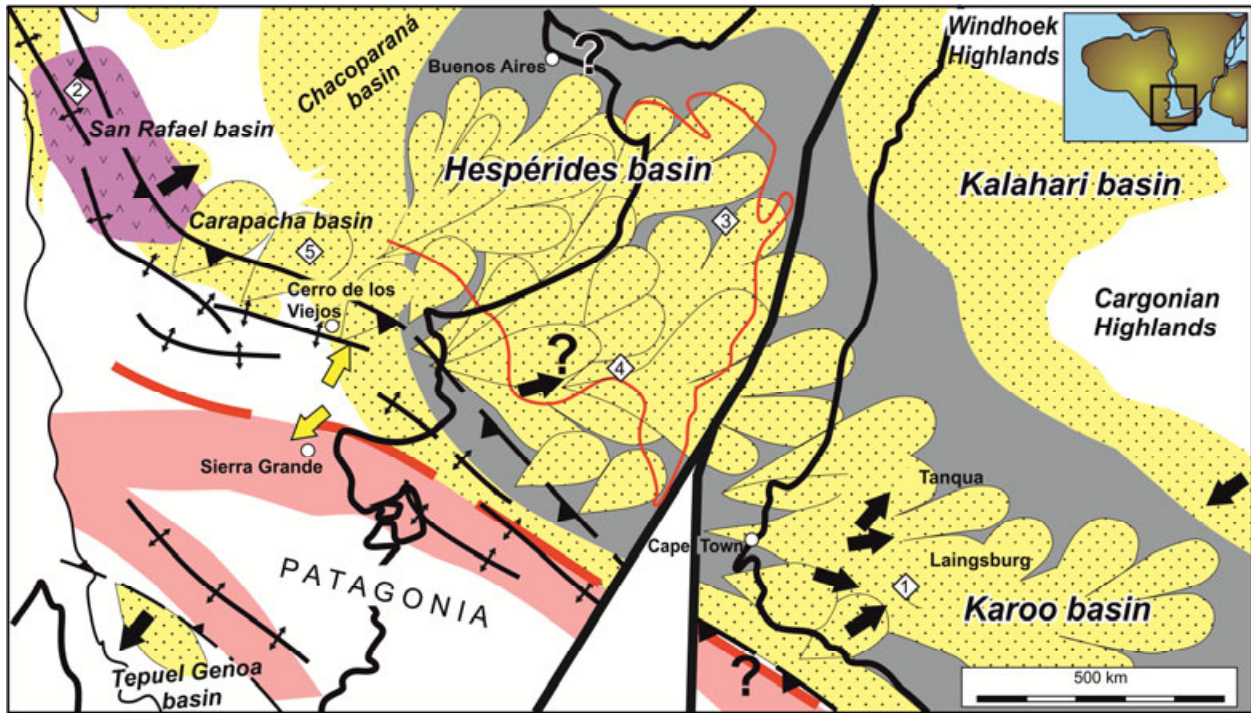 Windhoek
Highlands
Chacoparaná
basin
Buenos Aires
?
2
San Rafael basin
Hespérides basin
Kalahari basin
Carapacha basin
3
5
Cerro de los
Viejos
Cargonian
Highlands
?
4
Sierra Grande
Tanqua
Cape Town
Laingsburg
PATAGONIA
1
Karoo basin
?
Tepuel Genoa
basin
500 km